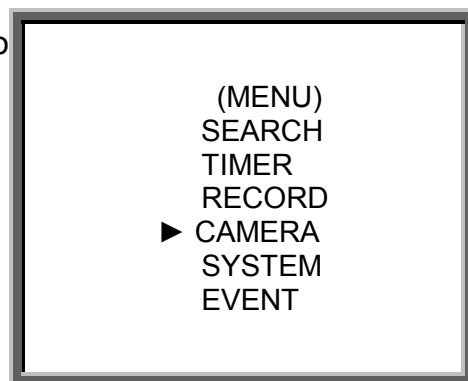 (MENU)
SEARCH
TIMER
RECORD
► CAMERA
SYSTEM
EVENT